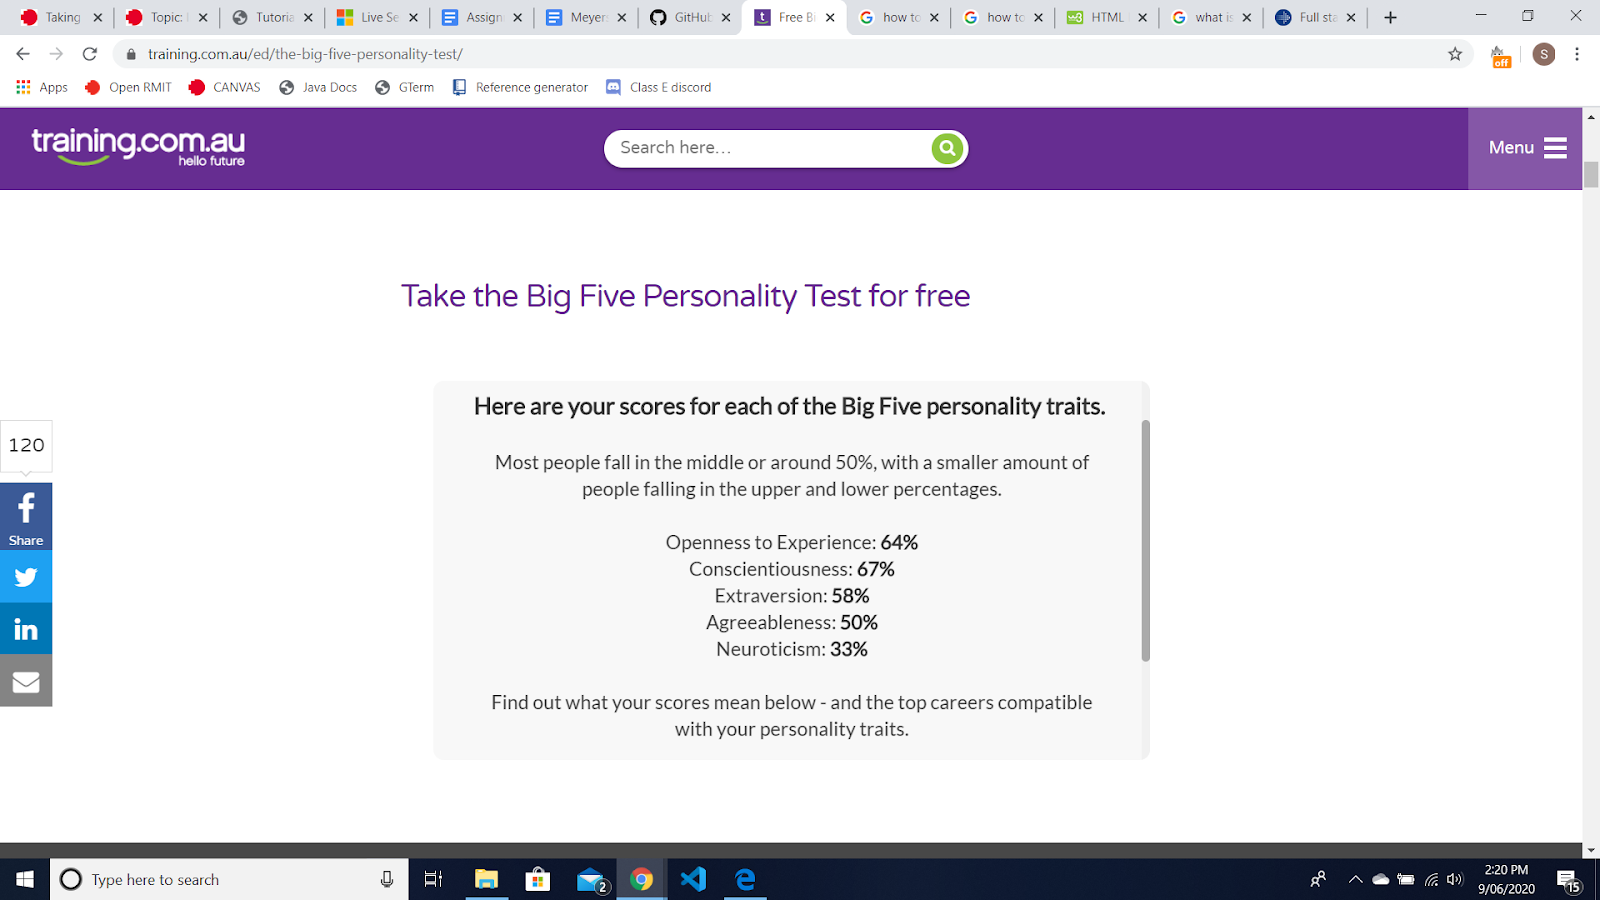 Taking
Topic:
Tutoria
Live Se
Assign
Meyer
GitHub
Free Bi
how to
how to
HTML
what is
Full sta
training.com.au/ed/the-big-five-personality-test/
off
S
Apps
Open RMIT
CANVAS
Java Docs
GTerm
Reference generator
Class E discord
training.com.au
hello future
Search here...
Menu
Take the Big Five Personality Test for free
Here are your scores for each of the Big Five personality traits.
Most people fall in the middle or around 50%, with a smaller amount of
people falling in the upper and lower percentages.
Openness to Experience: 64%
Conscientiousness: 67%
Extraversion: 58%
Agreeableness: 50%
Neuroticism: 33%
Find out what your scores mean below - and the top careers compatible
with your personality traits.
120
Share
Type here to search
2
2:20 PM
9/06/2020
15